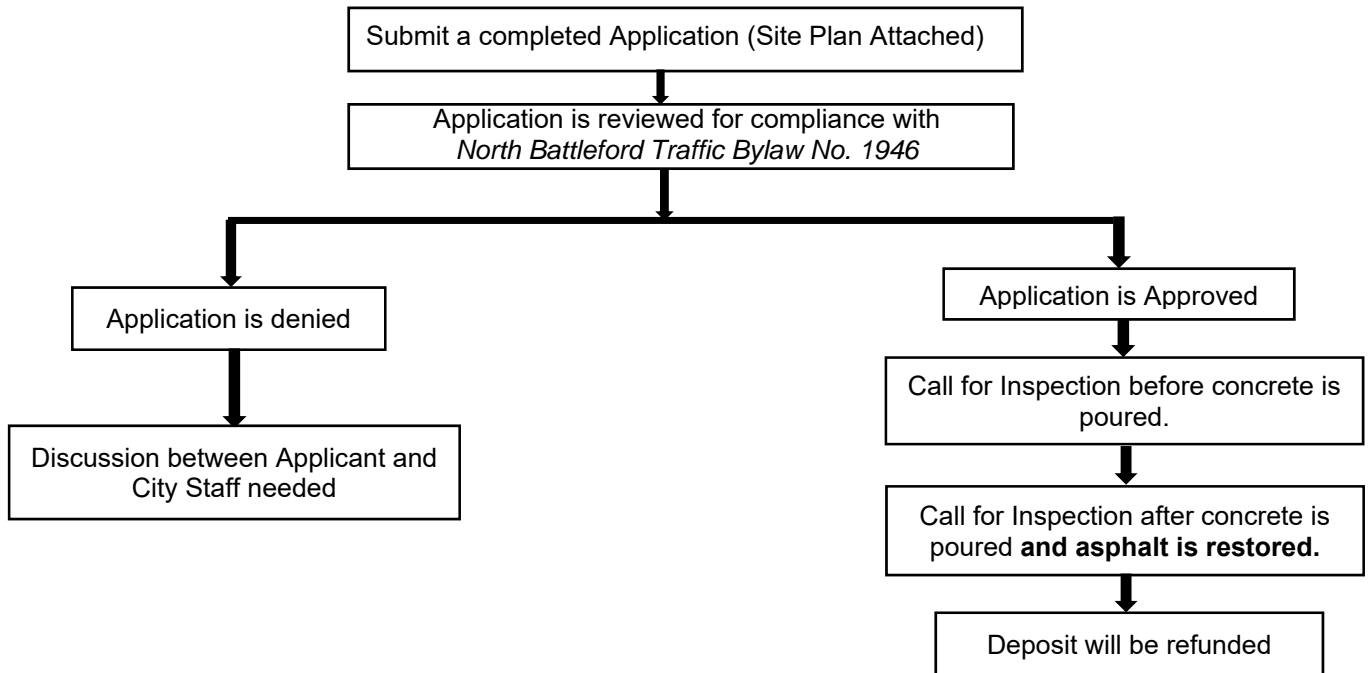 Submit a completed Application (Site Plan Attached)
Application is reviewed for compliance with
North Battleford Traffic Bylaw No. 1946
Application is denied
Discussion between Applicant and
City Staff needed
Application is Approved
Call for Inspection before concrete is
poured.
Call for Inspection after concrete is
poured and asphalt is restored.
Deposit will be refunded